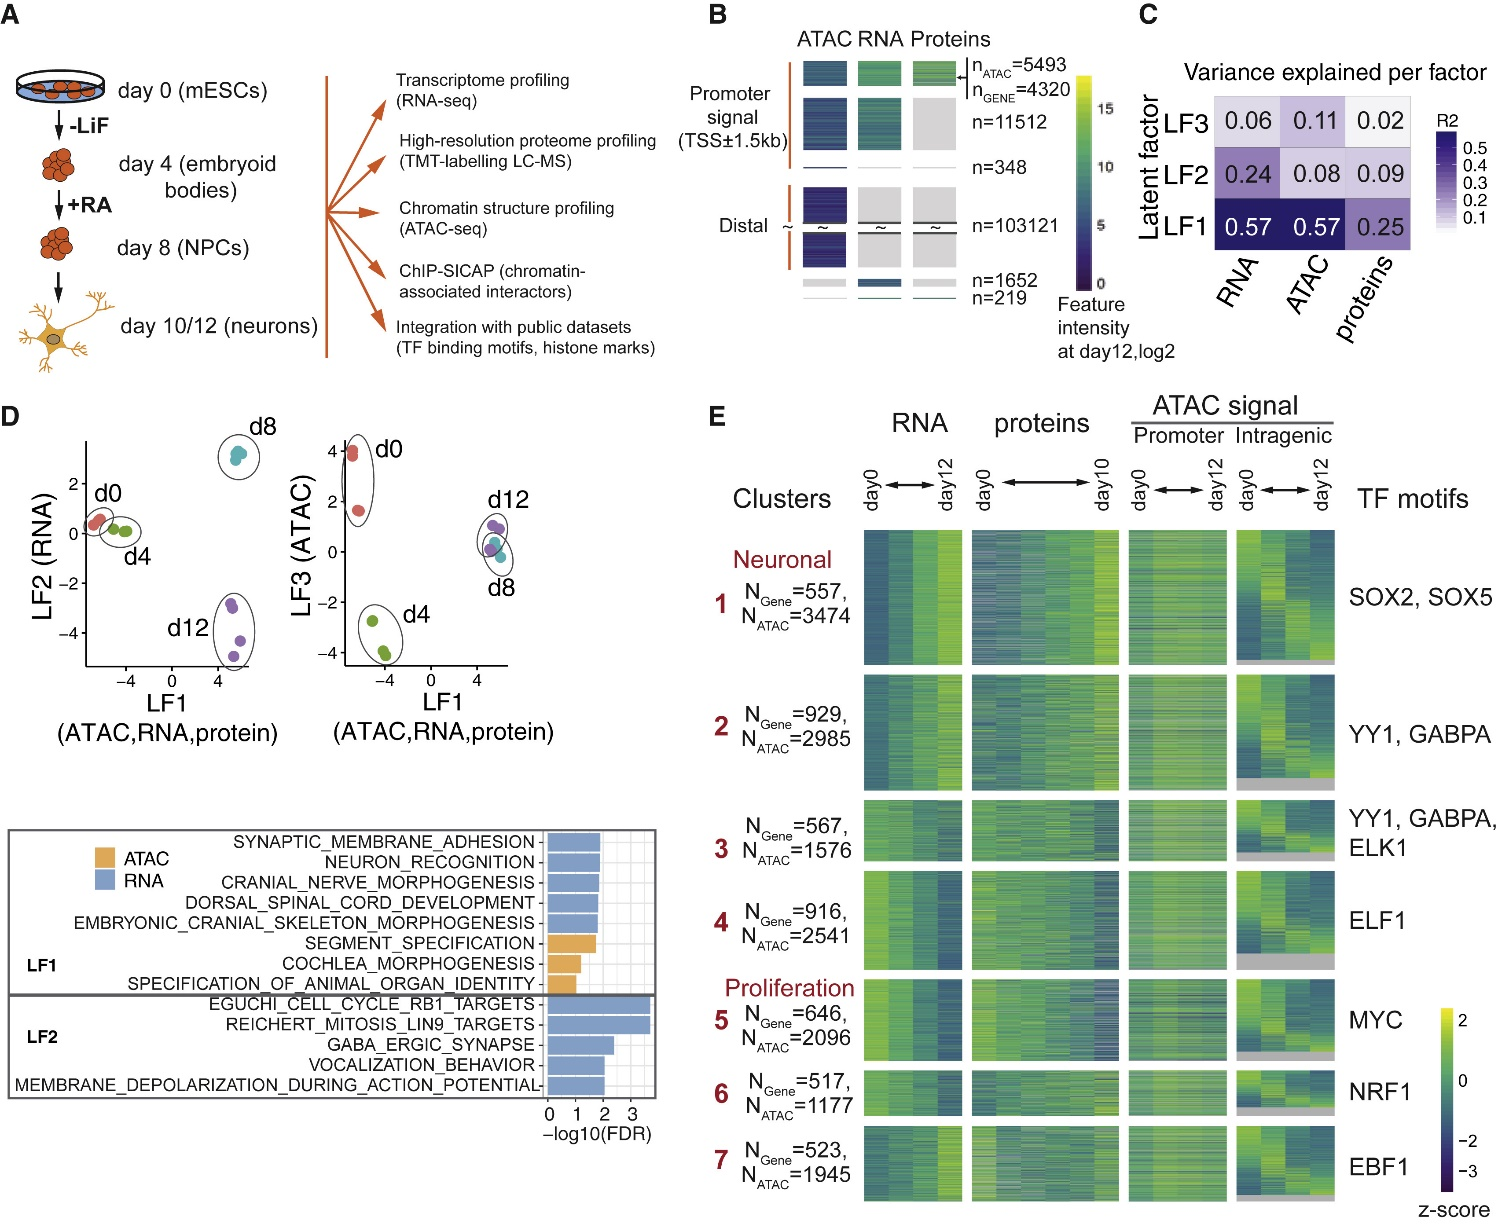 A
day 0 (mESCs)
-LiF
day 4 (embryoid
bodies)
+RA
day 8 (NPCs)
day 10/12 (neurons)
Transcriptome profiling
(RNA-seq)
High-resolution proteome profiling
(TMT-labelling LC-MS)
Chromatin structure profiling
(ATAC-seq)
ChIP-SICAP (chromatin-
associated interactors)
Integration with public datasets
(TF binding motifs, histone marks)
B
ATAC RNA Proteins
Promoter
signal
(TSS±1.5kb)
Distal
~ ~ ~ ~
nATAC=5493
nGENE=4320
n=11512
n=348
n=103121
n=1652
n=219
15
10
5
0
Feature
intensity
at day12,log2
C
Variance explained per factor
Latent factor
LF3 0.06 0.11 0.02
LF2 0.24 0.08 0.09
LF1 0.57 0.57 0.25
RNA ATAC proteins
R2
0.5
0.4
0.3
0.2
0.1
D
LF2 (RNA)
2
0
−2
−4
d0
d4
d8
d12
−4 0 4
LF1
(ATAC,RNA,protein)
LF3 (ATAC)
4
2
0
−2
−4
d0
d12
d8
d4
−4 0 4
LF1
(ATAC,RNA,protein)
ATAC
RNA
LF1
SYNAPTIC_MEMBRANE_ADHESION
NEURON_RECOGNITION
CRANIAL_NERVE_MORPHOGENESIS
DORSAL_SPINAL_CORD_DEVELOPMENT
EMBRYONIC_CRANIAL_SKELETON_MORPHOGENESIS
SEGMENT_SPECIFICATION
COCHLEA_MORPHOGENESIS
SPECIFICATION_OF_ANIMAL_ORGAN_IDENTITY
LF2
EGUCHI_CELL_CYCLE_RB1_TARGETS
REICHERT_MITOSIS_LIN9_TARGETS
GABA_ERGIC_SYNAPSE
VOCALIZATION_BEHAVIOR
MEMBRANE_DEPOLARIZATION_DURING_ACTION_POTENTIAL
0 1 2 3
−log10(FDR)
E
RNA proteins ATAC signal
Promoter Intragenic
day0 day12 day0 day10 day0 day12 day0 day12
Clusters
TF motifs
Neuronal
1 NGene=557,
NATAC=3474
SOX2, SOX5
2 NGene=929,
NATAC=2985
YY1, GABPA
3 NGene=567,
NATAC=1576
YY1, GABPA,
ELK1
4 NGene=916,
NATAC=2541
ELF1
Proliferation
5 NGene=646,
NATAC=2096
MYC
6 NGene=517,
NATAC=1177
NRF1
7 NGene=523,
NATAC=1945
EBF1
2
0
−2
−3
z-score